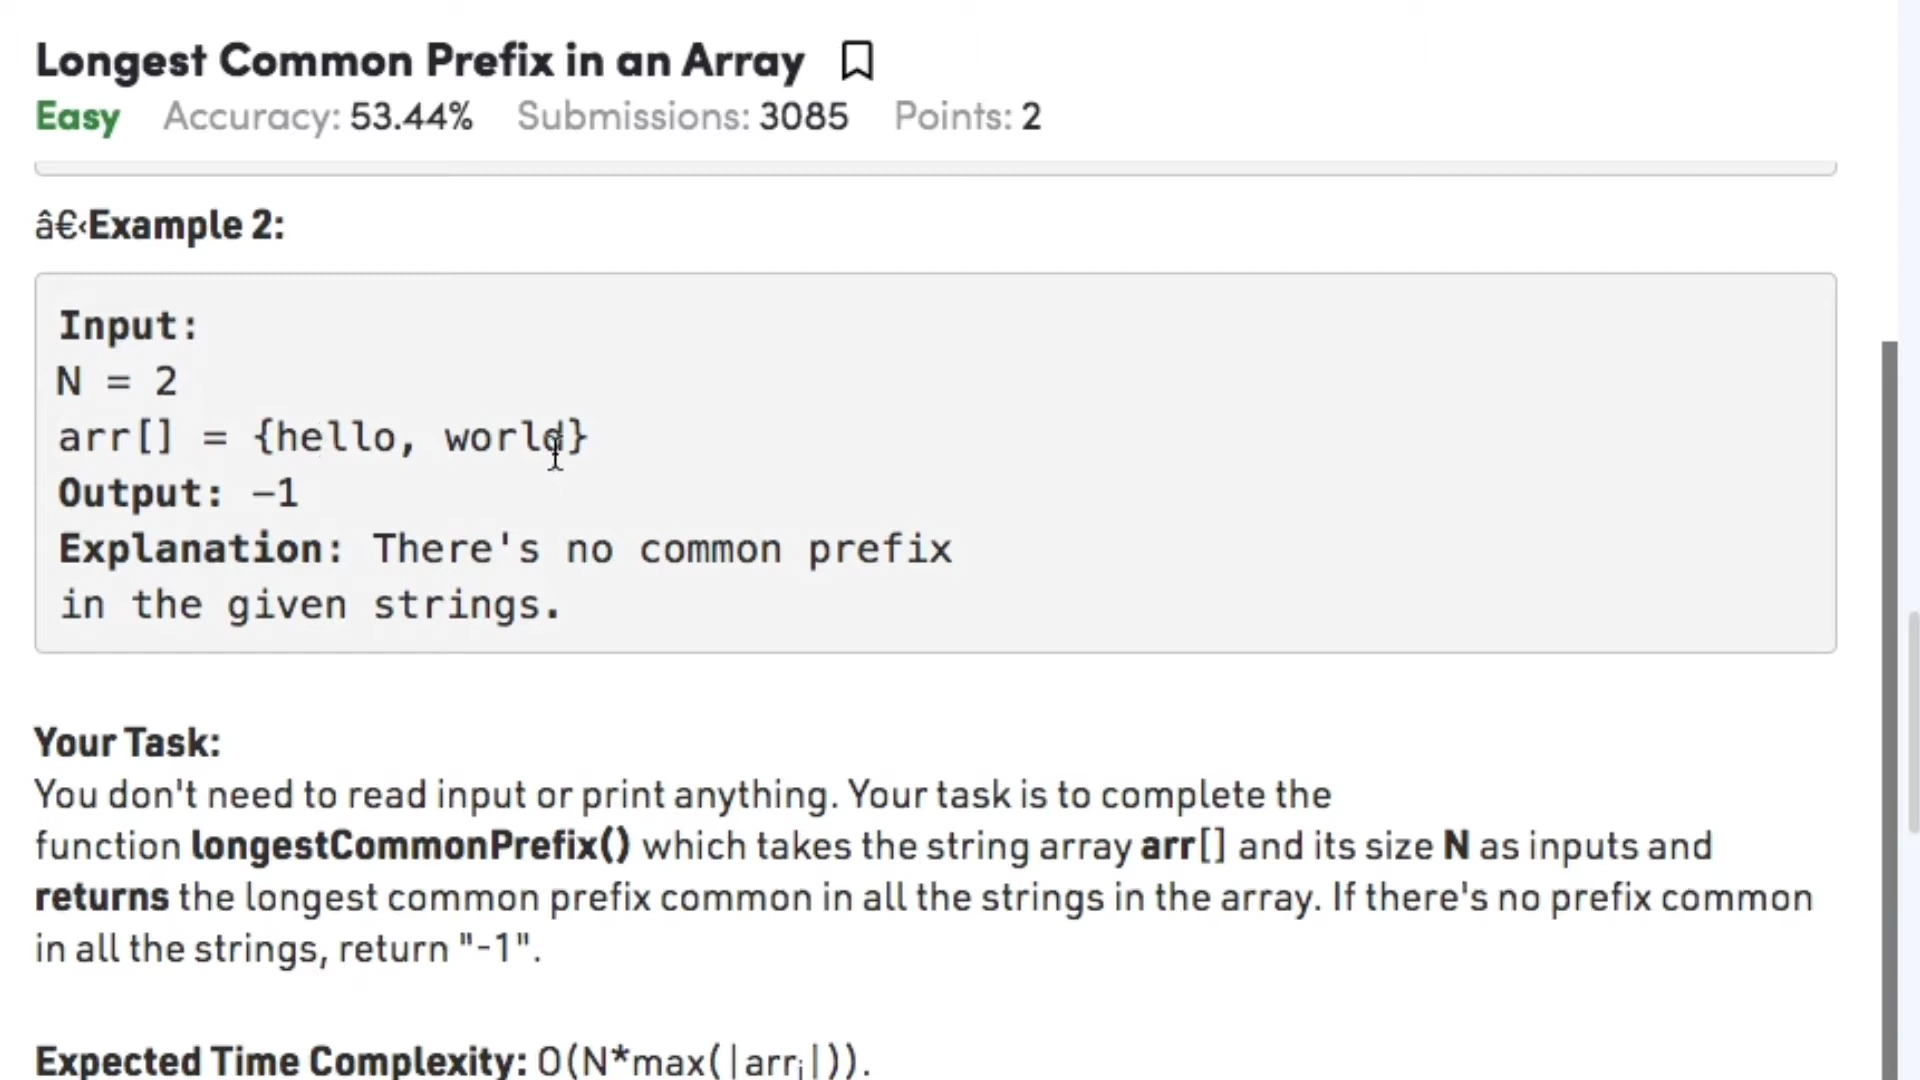 Longest Common Prefix in an Array
Easy Accuracy: 53.44% Submissions: 3085 Points: 2
â€‹Example 2:
Input:
N = 2
arr[] = {hello, world}
Output: -1
Explanation: There's no common prefix
in the given strings.
Your Task:
You don't need to read input or print anything. Your task is to complete the
function longestCommonPrefix() which takes the string array arr[] and its size N as inputs and
returns the longest common prefix common in all the strings in the array. If there's no prefix common
in all the strings, return "-1".
Expected Time Complexity: O(N*max(|arrᵢ|)).